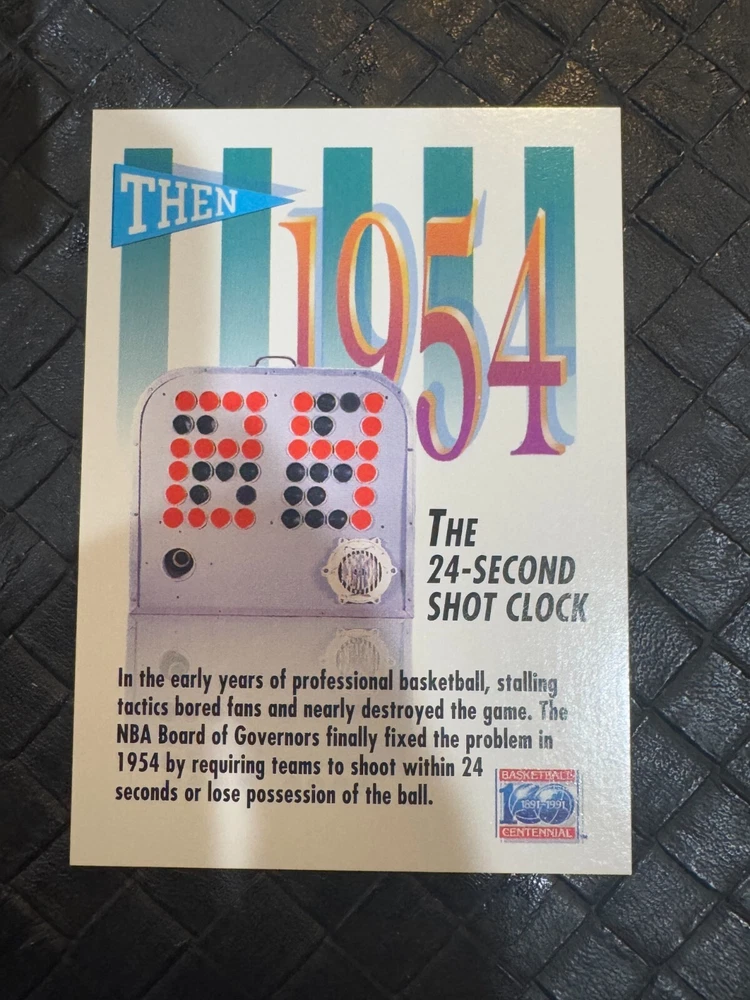 THEN
1954
24
THE
24-SECOND
SHOT CLOCK
In the early years of professional basketball, stalling
tactics bored fans and nearly destroyed the game. The
NBA Board of Governors finally fixed the problem in
1954 by requiring teams to shoot within 24
seconds or lose possession of the ball.
BASKETBALL
100
1891-1991
CENTENNIAL